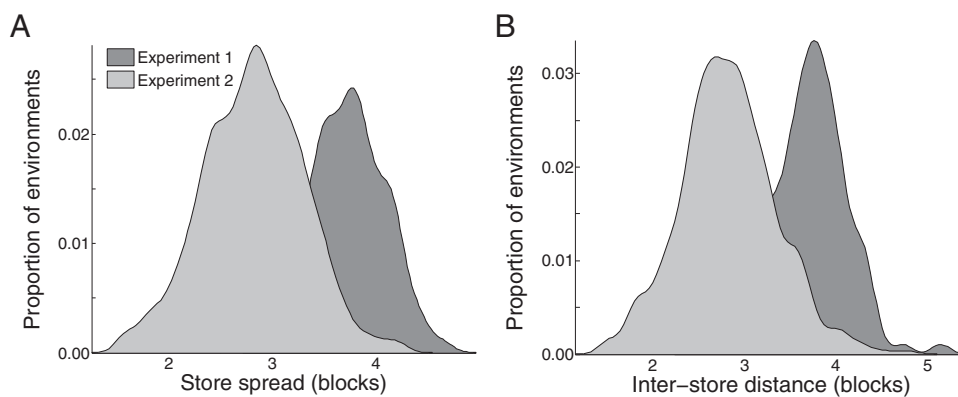 A
Proportion of environments
0.02
0.01
0.00
Experiment 1
Experiment 2
2 3 4
Store spread (blocks)
B
Proportion of environments
0.03
0.02
0.01
0.00
2 3 4 5
Inter−store distance (blocks)